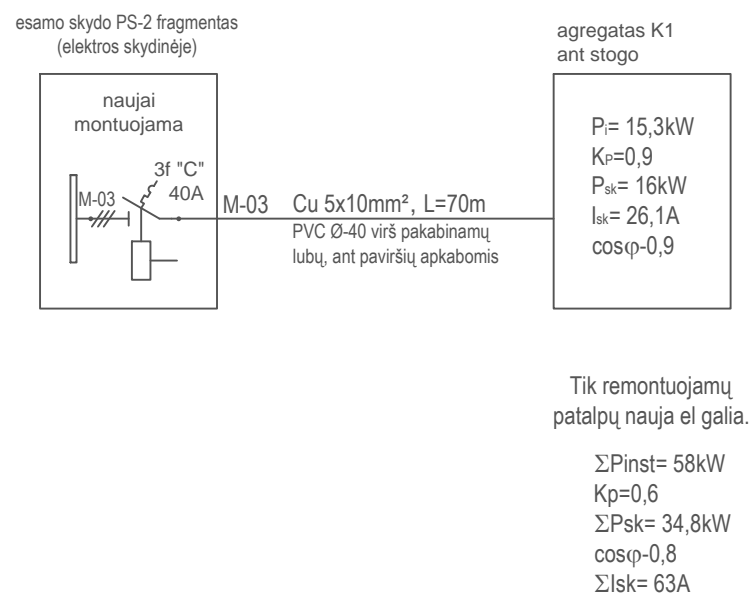 esamo skydo PS-2 fragmentas
(elektros skydinėje)
agregatas K1
ant stogo
naujai
montuojama
3f "C"
40A
M-03
M-03
Cu 5x10mm², L=70m
PVC Ø-40 virš pakabinamų
lubų, ant paviršių apkabomis
Pi= 15,3kW
KP=0,9
Psk= 16kW
Isk= 26,1A
cosφ-0,9
Tik remontuojamų
patalpų nauja el galia.
ΣPinst= 58kW
Kp=0,6
ΣPsk= 34,8kW
cosφ-0,8
ΣIsk= 63A